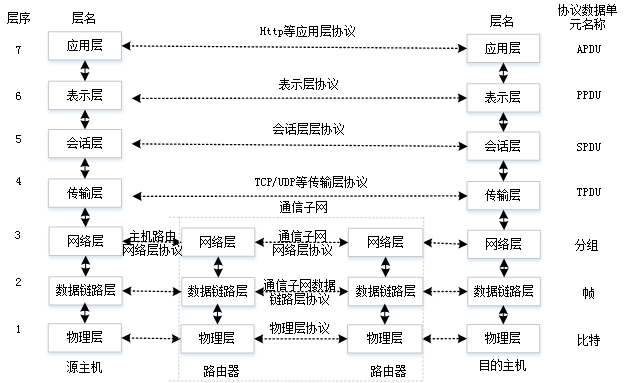 层序
层名
层名
协议数据单
元名称
7
应用层
Http等应用层协议
应用层
APDU
6
表示层
表示层协议
表示层
PPDU
5
会话层
会话层层协议
会话层
SPDU
4
传输层
TCP/UDP等传输层协议
传输层
TPDU
通信子网
3
网络层
主机路由
网络层协议
网络层
通信子网
网络层协议
网络层
网络层
分组
2
数据链路层
数据链路层
通信子网数据
链路层协议
数据链路层
数据链路层
帧
1
物理层
物理层
物理层协议
物理层
物理层
比特
源主机
路由器
路由器
目的主机